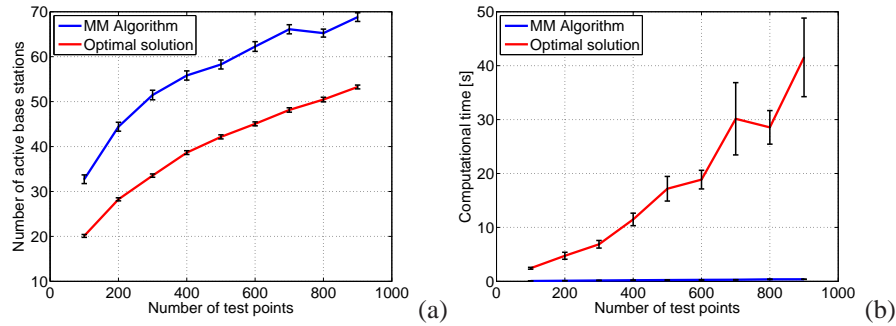 MM Algorithm
Optimal solution
Number of active base stations
70
60
50
40
30
20
10
200
400
600
800
1000
Number of test points
(a)
MM Algorithm
Optimal solution
Computational time [s]
50
40
30
20
10
0
200
400
600
800
1000
Number of test points
(b)